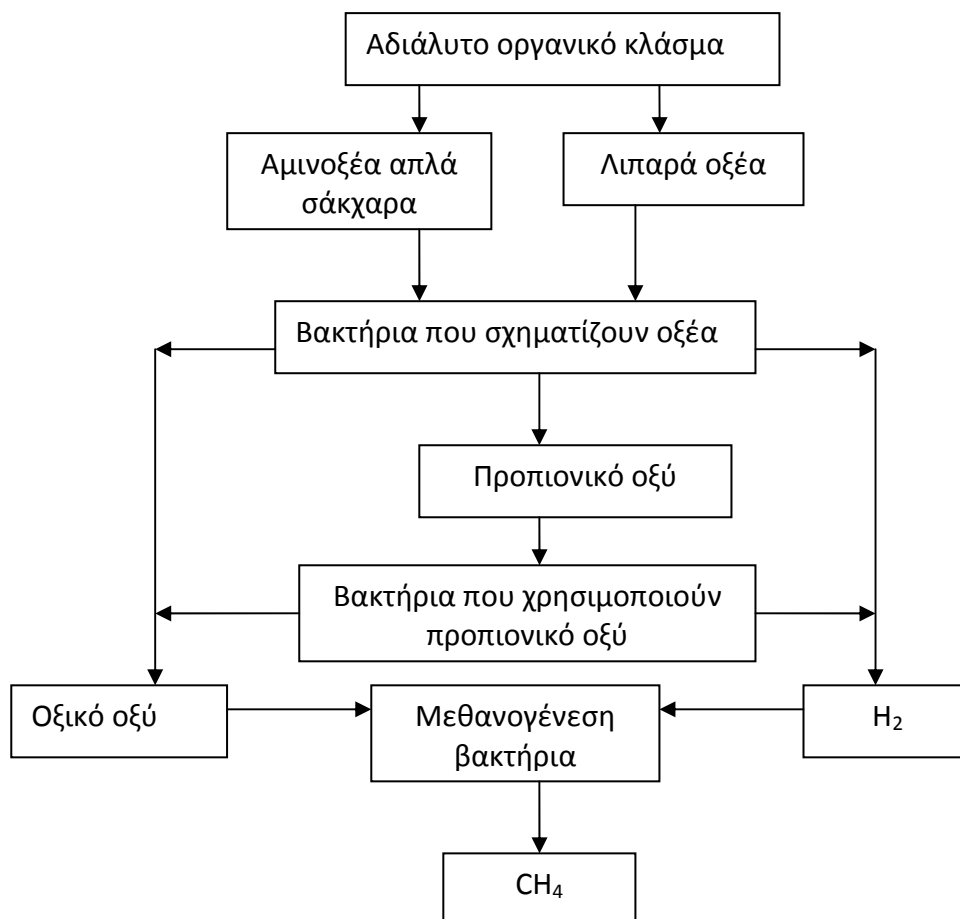 Αδιάλυτο οργανικό κλάσμα
Αμινοξέα απλά
σάκχαρα
Λιπαρά οξέα
Βακτήρια που σχηματίζουν οξέα
Προπιονικό οξύ
Βακτήρια που χρησιμοποιούν
προπιονικό οξύ
Οξικό οξύ
Μεθανογένεση
βακτήρια
H₂
CH₄